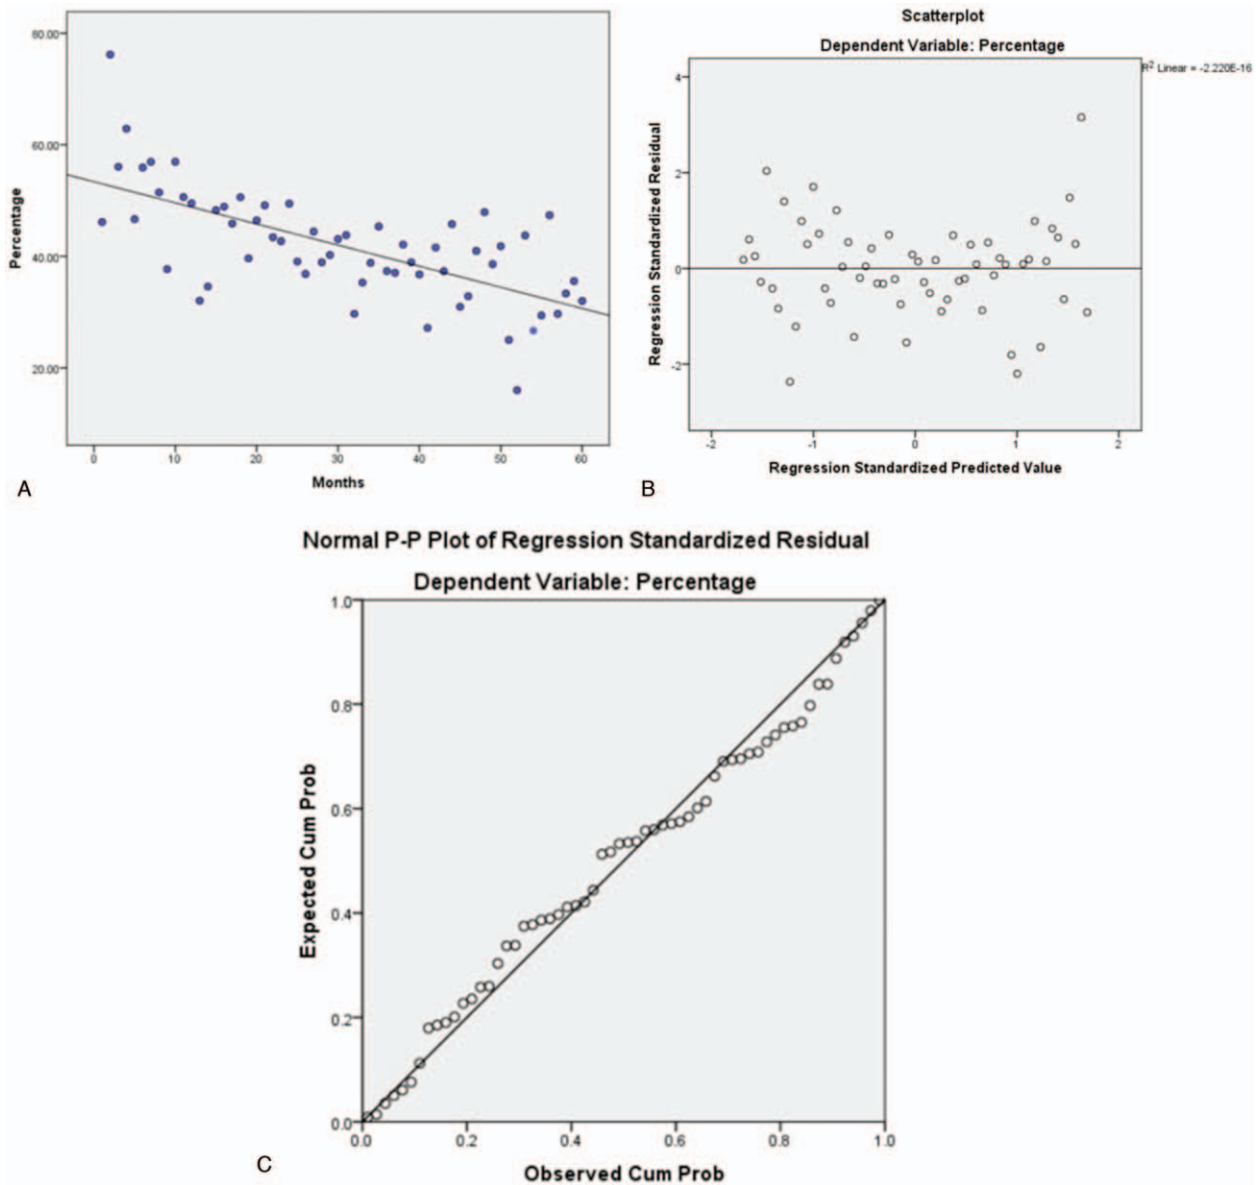 80.00
60.00
40.00
20.00
Percentage
0 10 20 30 40 50 60
Months
A
Scatterplot
Dependent Variable: Percentage
R² Linear = -2.220E-16
4
2
0
-2
Regression Standardized Residual
-2 -1 0 1 2
Regression Standardized Predicted Value
B
Normal P-P Plot of Regression Standardized Residual
Dependent Variable: Percentage
1.0
0.8
0.6
0.4
0.2
0.0
Expected Cum Prob
0.0 0.2 0.4 0.6 0.8 1.0
Observed Cum Prob
C